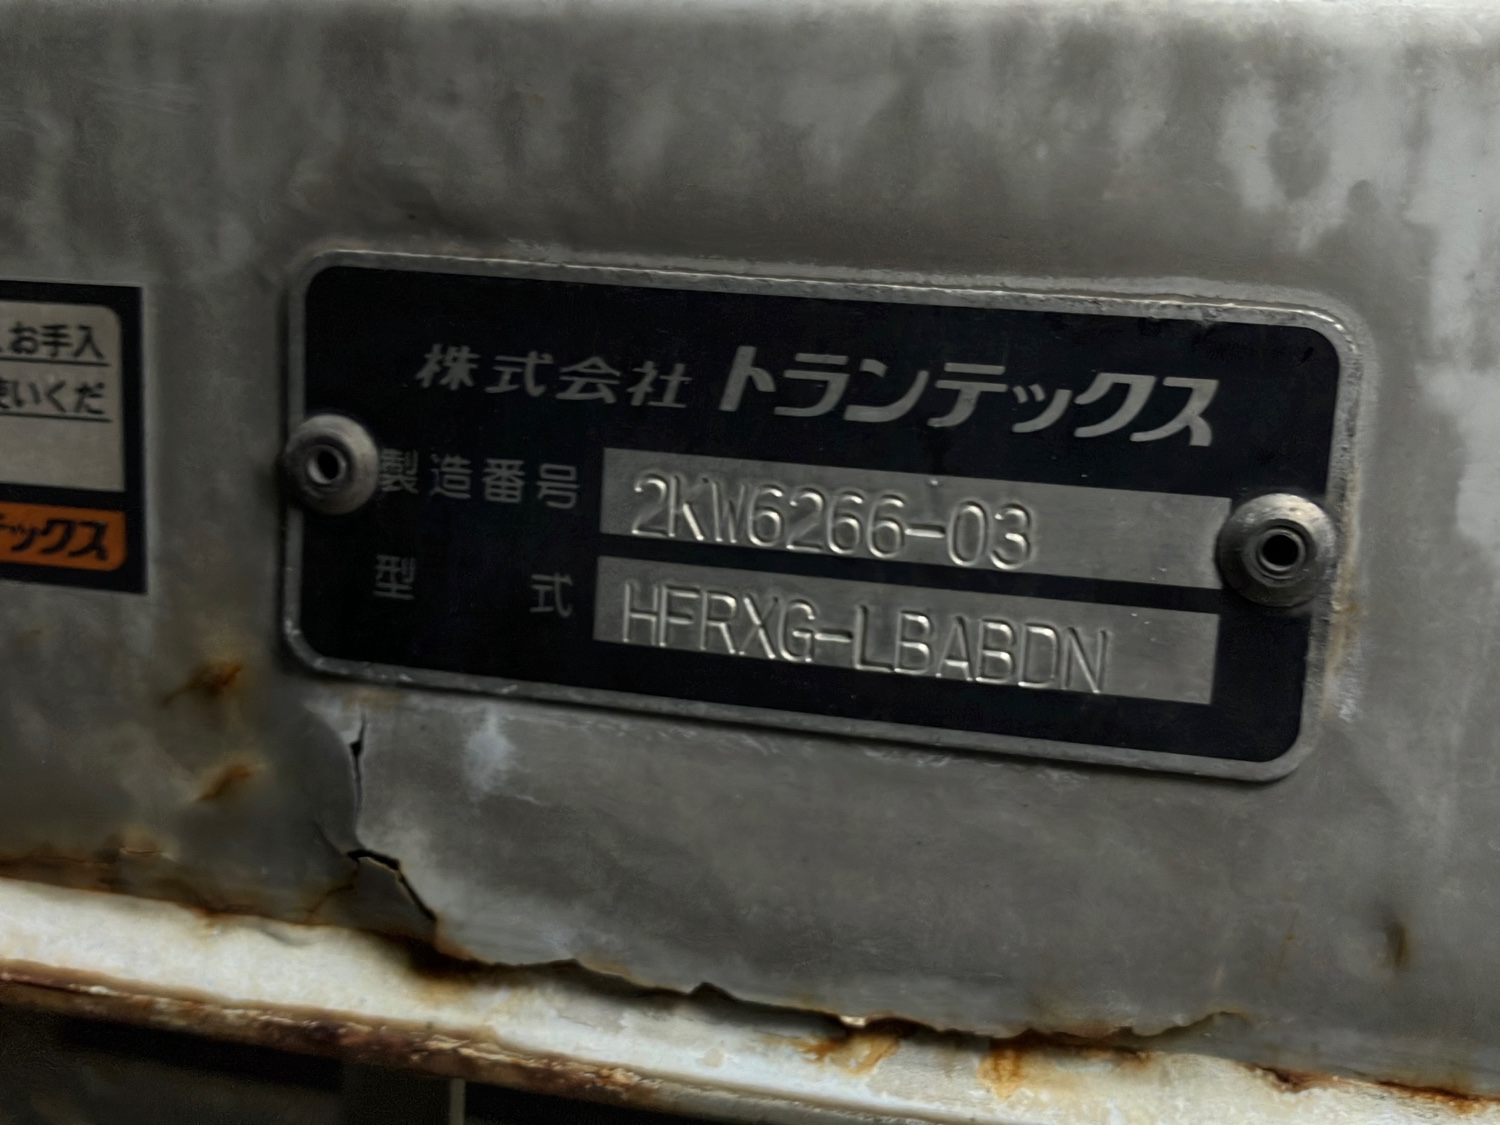 お手入
使いくだ
テックス
株式会社 トランテックス
製造番号 2KW6266-03
型式 HFRXG-LBABDN